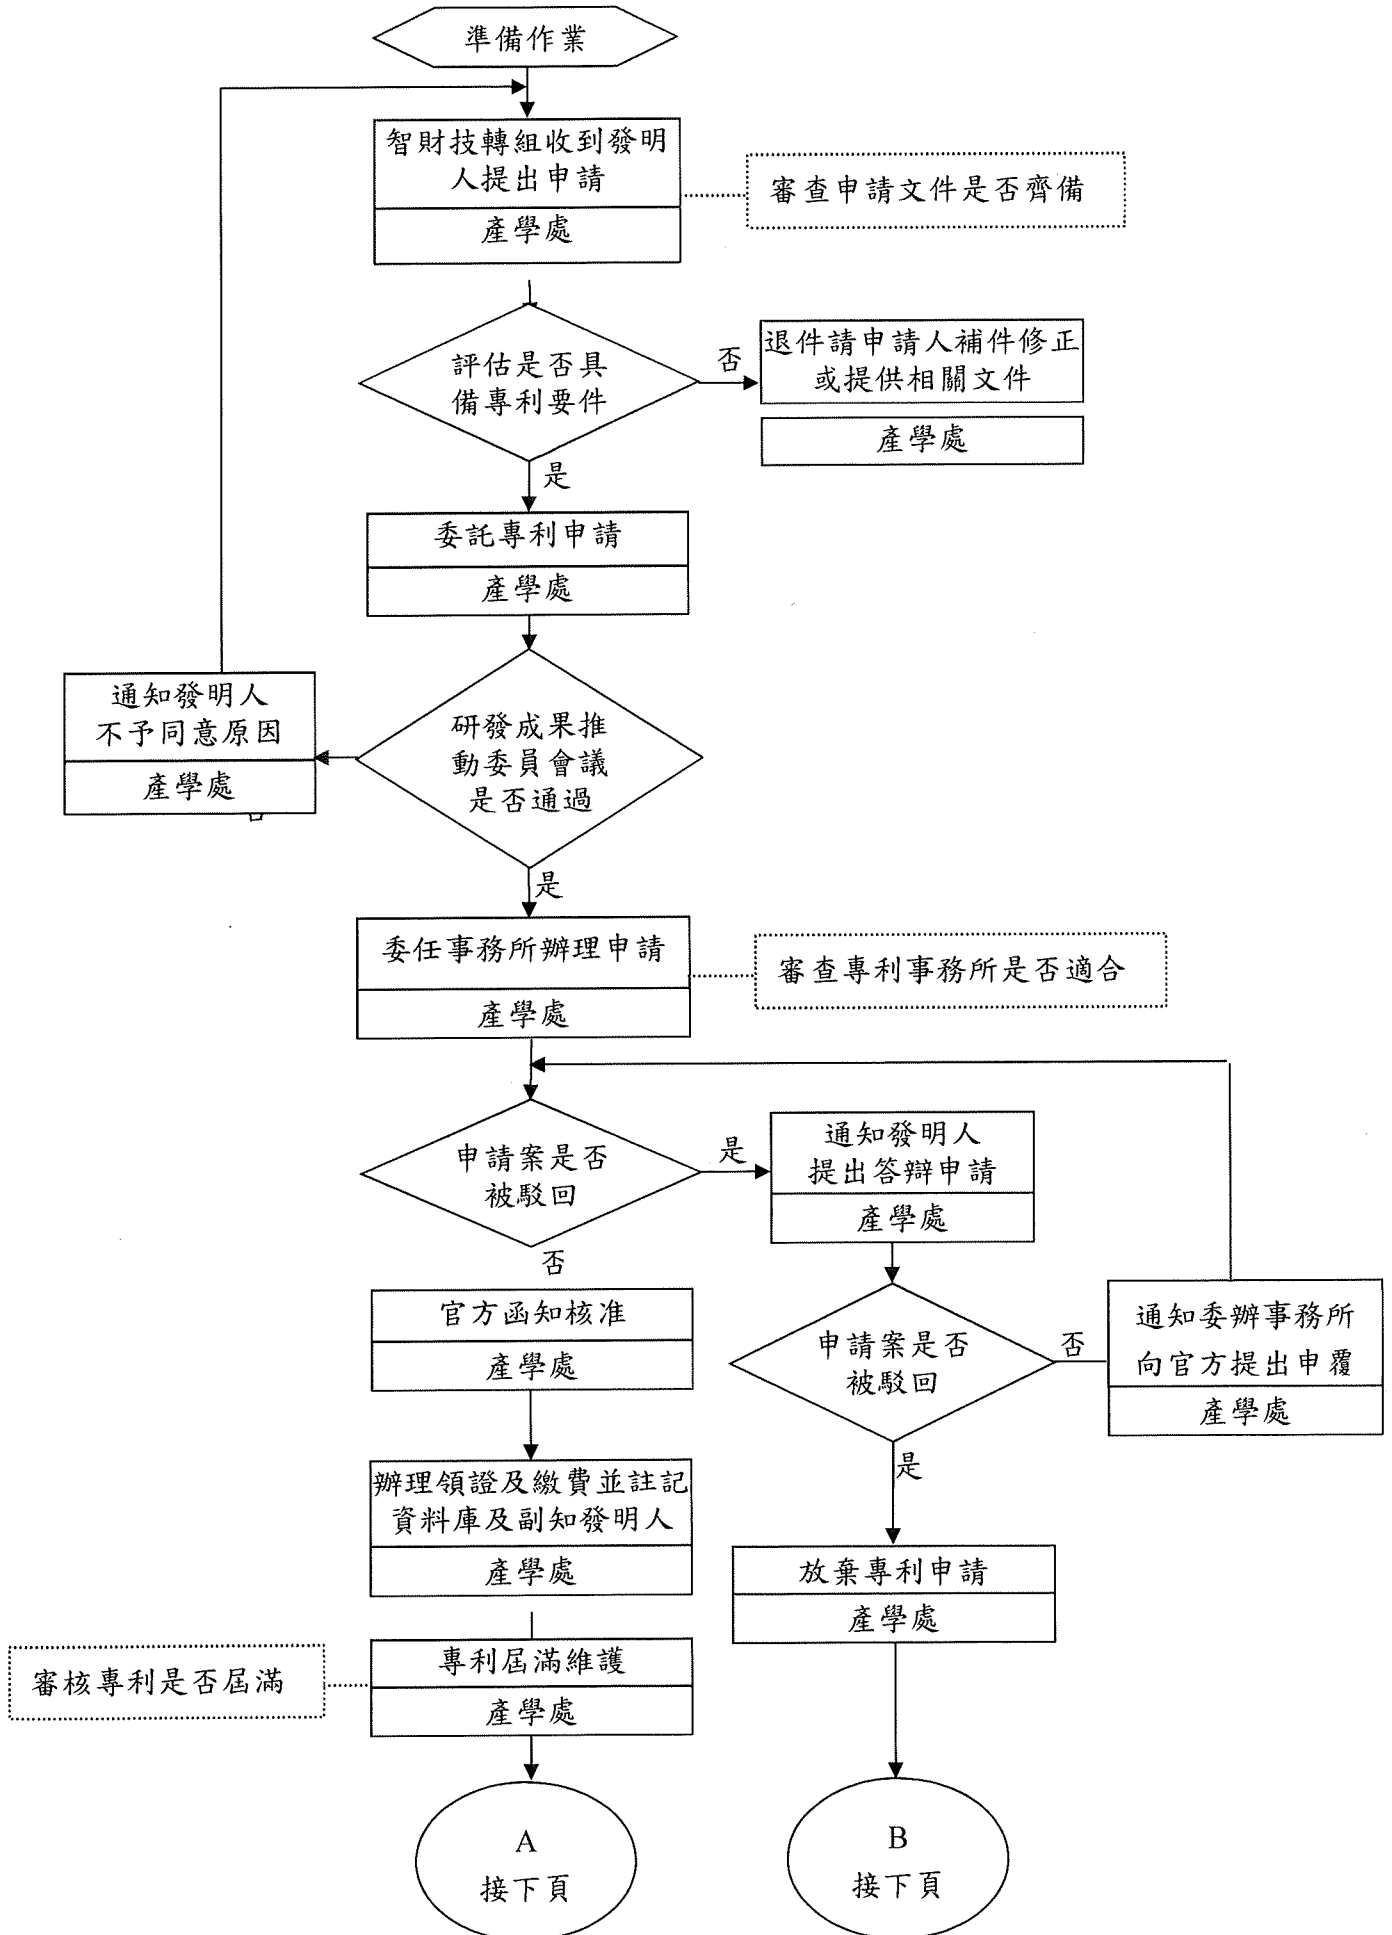 準備作業
智財技轉組收到發明
人提出申請
產學處
審查申請文件是否齊備
評估是否具
備專利要件
否
退件請申請人補件修正
或提供相關文件
產學處
是
委託專利申請
產學處
研發成果推
動委員會議
是否通過
通知發明人
不予同意原因
產學處
是
委任事務所辦理申請
產學處
審查專利事務所是否適合
申請案是否
被駁回
是
通知發明人
提出答辯申請
產學處
否
官方函知核准
產學處
申請案是否
被駁回
否
通知委辦事務所
向官方提出申覆
產學處
是
辦理領證及繳費並註記
資料庫及副知發明人
產學處
放棄專利申請
產學處
專利屆滿維護
產學處
審核專利是否屆滿
A
接下頁
B
接下頁